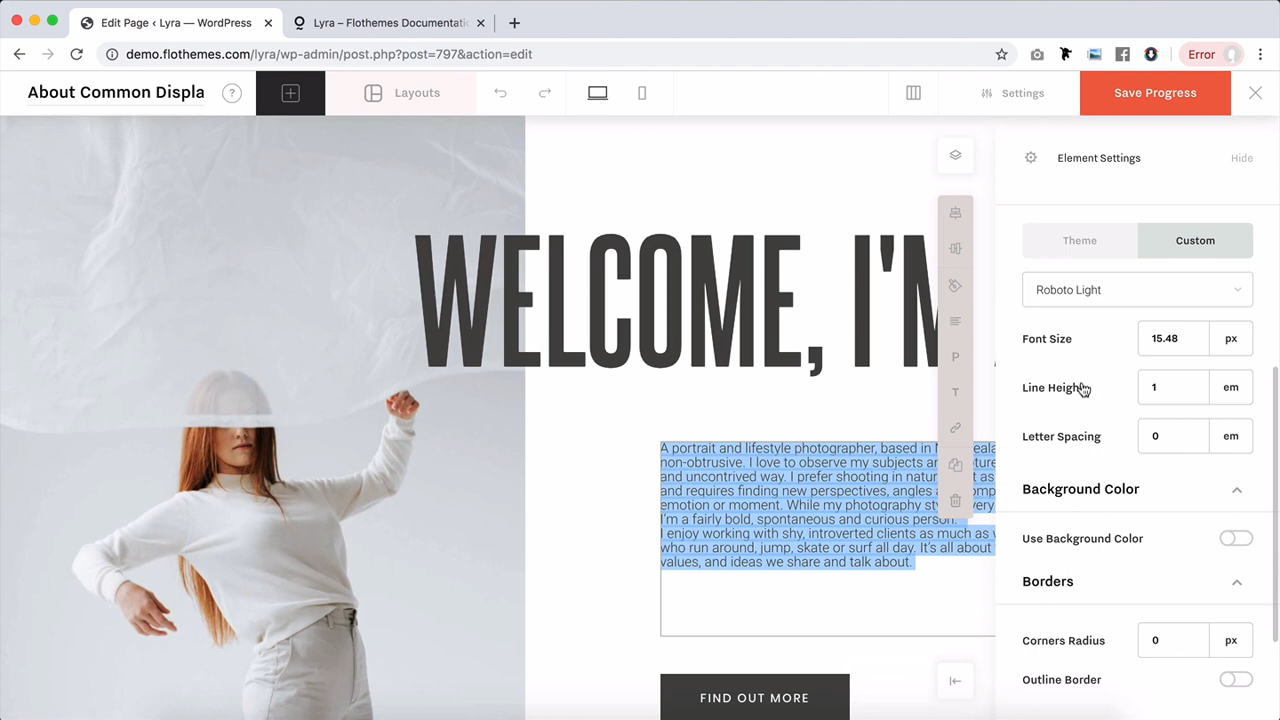 Edit Page ‹ Lyra — WordPress
Lyra – Flothemes Documentatio
demo.flothemes.com/lyra/wp-admin/post.php?post=797&action=edit
Error
About Common Displa
?
Layouts
Settings
Save Progress
Element Settings
Hide
Theme
Custom
Roboto Light
Font Size
15.48
px
Line Height
1
em
Letter Spacing
0
em
Background Color
Use Background Color
Borders
Corners Radius
0
px
Outline Border
P
T
WELCOME, I'M
A portrait and lifestyle photographer, based in
non-obtrusive. I love to observe my subjects
and uncontrived way. I prefer shooting in as
and requires finding new perspectives, angles
emotion or moment. While my photography
I'm a fairly bold, spontaneous and curious person.
I enjoy working with shy, introverted clients as much as
who run around, jump, skate or surf all day. It's all about
values, and ideas we share and talk about.
FIND OUT MORE